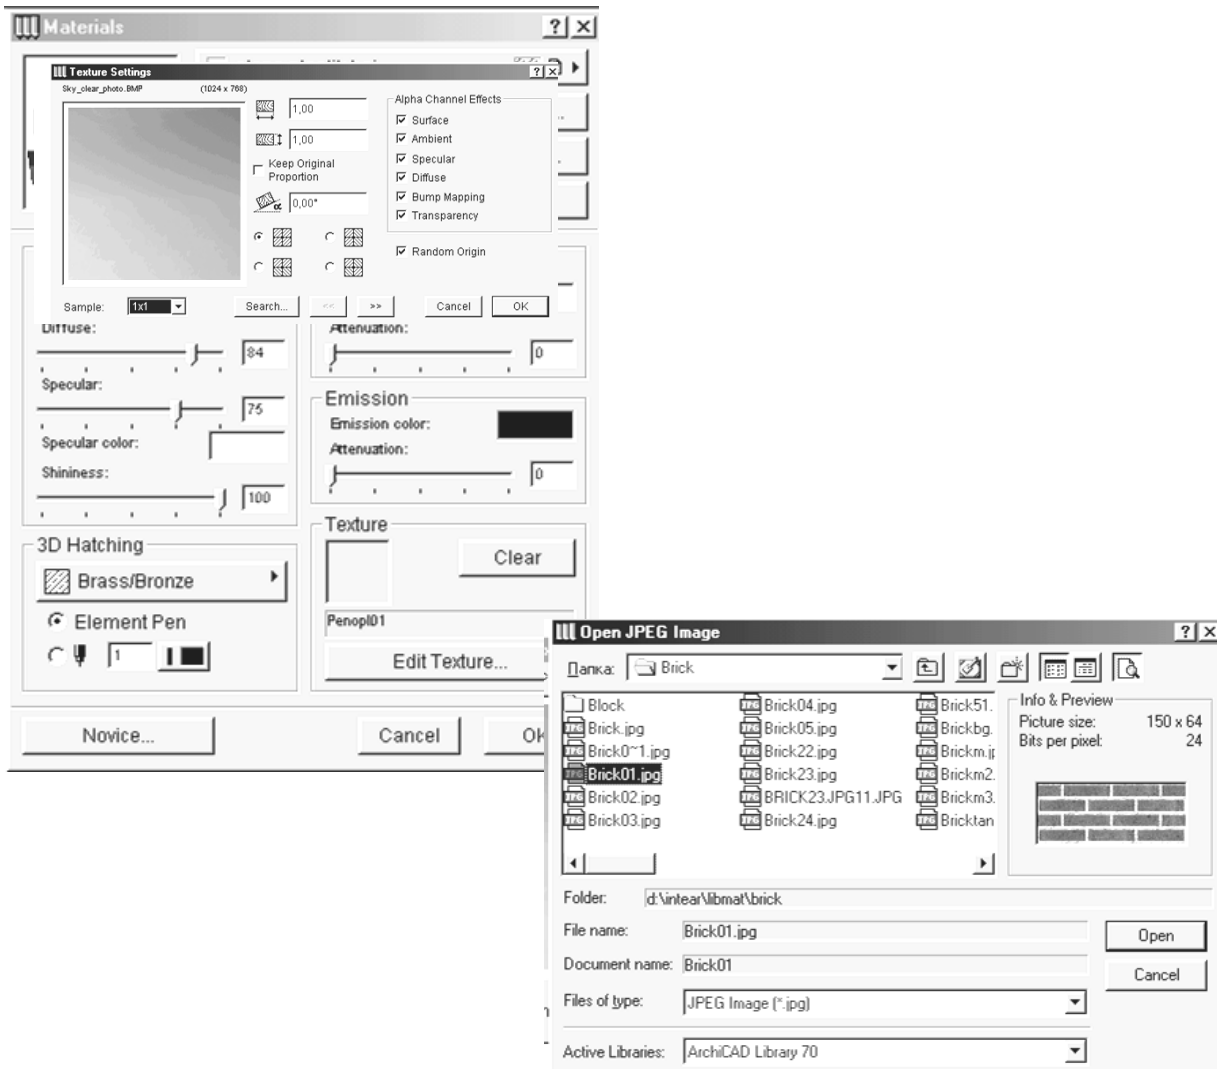 Materials
Texture Settings
Sky_clear_photo.BMP (1024 x 768)
1,00
1,00
Keep Original
Proportion
0,00°
Alpha Channel Effects
Surface
Ambient
Specular
Diffuse
Bump Mapping
Transparency
Random Origin
Sample: 1x1 Search... << >> Cancel OK
Diffuse:
84
Specular:
75
Specular color:
Shininess:
100
Attenuation:
0
Emission
Emission color:
Attenuation:
0
3D Hatching
Brass/Bronze
Element Pen
1
Texture
Clear
Penopl01
Edit Texture...
Novice... Cancel OK
Open JPEG Image
Папка: Brick
Block
Brick.jpg
Brick0~1.jpg
Brick01.jpg
Brick02.jpg
Brick03.jpg
Brick04.jpg
Brick05.jpg
Brick22.jpg
Brick23.jpg
BRICK23.JPG11.JPG
Brick24.jpg
Brick51.
Brickbg.
Brickm.jp
Brickm2.
Brickm3.
Bricktan
Info & Preview
Picture size: 150 x 64
Bits per pixel: 24
Folder: d:\intear\libmat\brick
File name: Brick01.jpg
Open
Document name: Brick01
Cancel
Files of type: JPEG Image (*.jpg)
Active Libraries: ArchiCAD Library 70